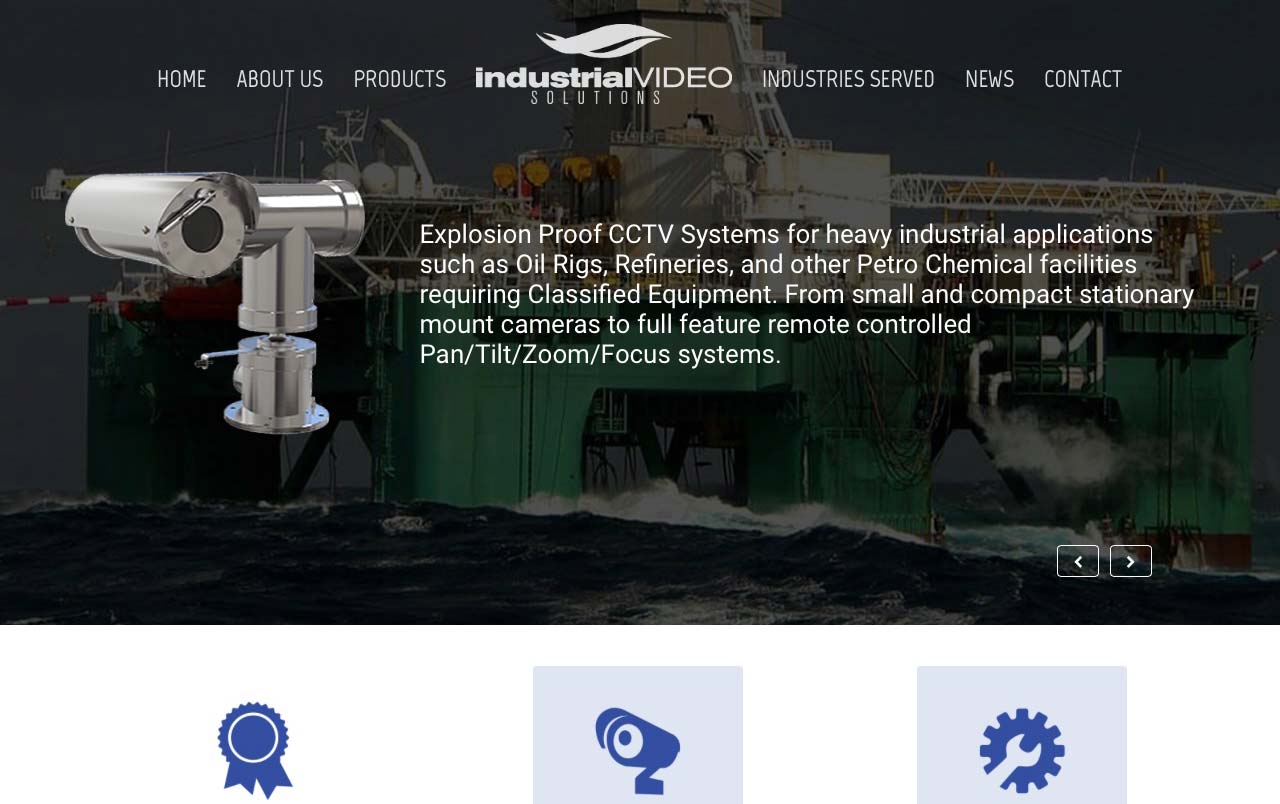 HOME ABOUT US PRODUCTS industrialVIDEO INDUSTRIES SERVED NEWS CONTACT
SOLUTIONS
Explosion Proof CCTV Systems for heavy industrial applications
such as Oil Rigs, Refineries, and other Petro Chemical facilities
requiring Classified Equipment. From small and compact stationary
mount cameras to full feature remote controlled
Pan/Tilt/Zoom/Focus systems.